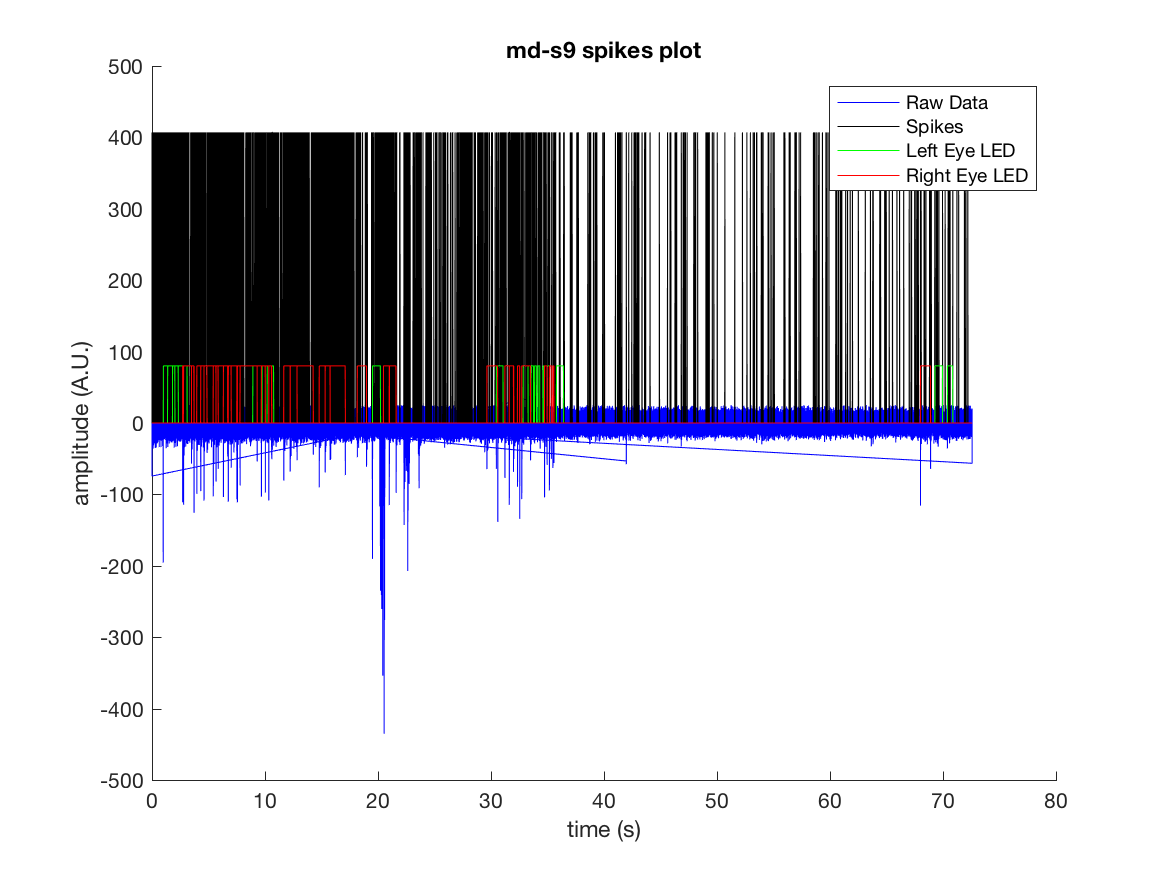 md-s9 spikes plot
500
400
300
200
100
0
-100
-200
-300
-400
-500
amplitude (A.U.)
Raw Data
Spikes
Left Eye LED
Right Eye LED
0 10 20 30 40 50 60 70 80
time (s)